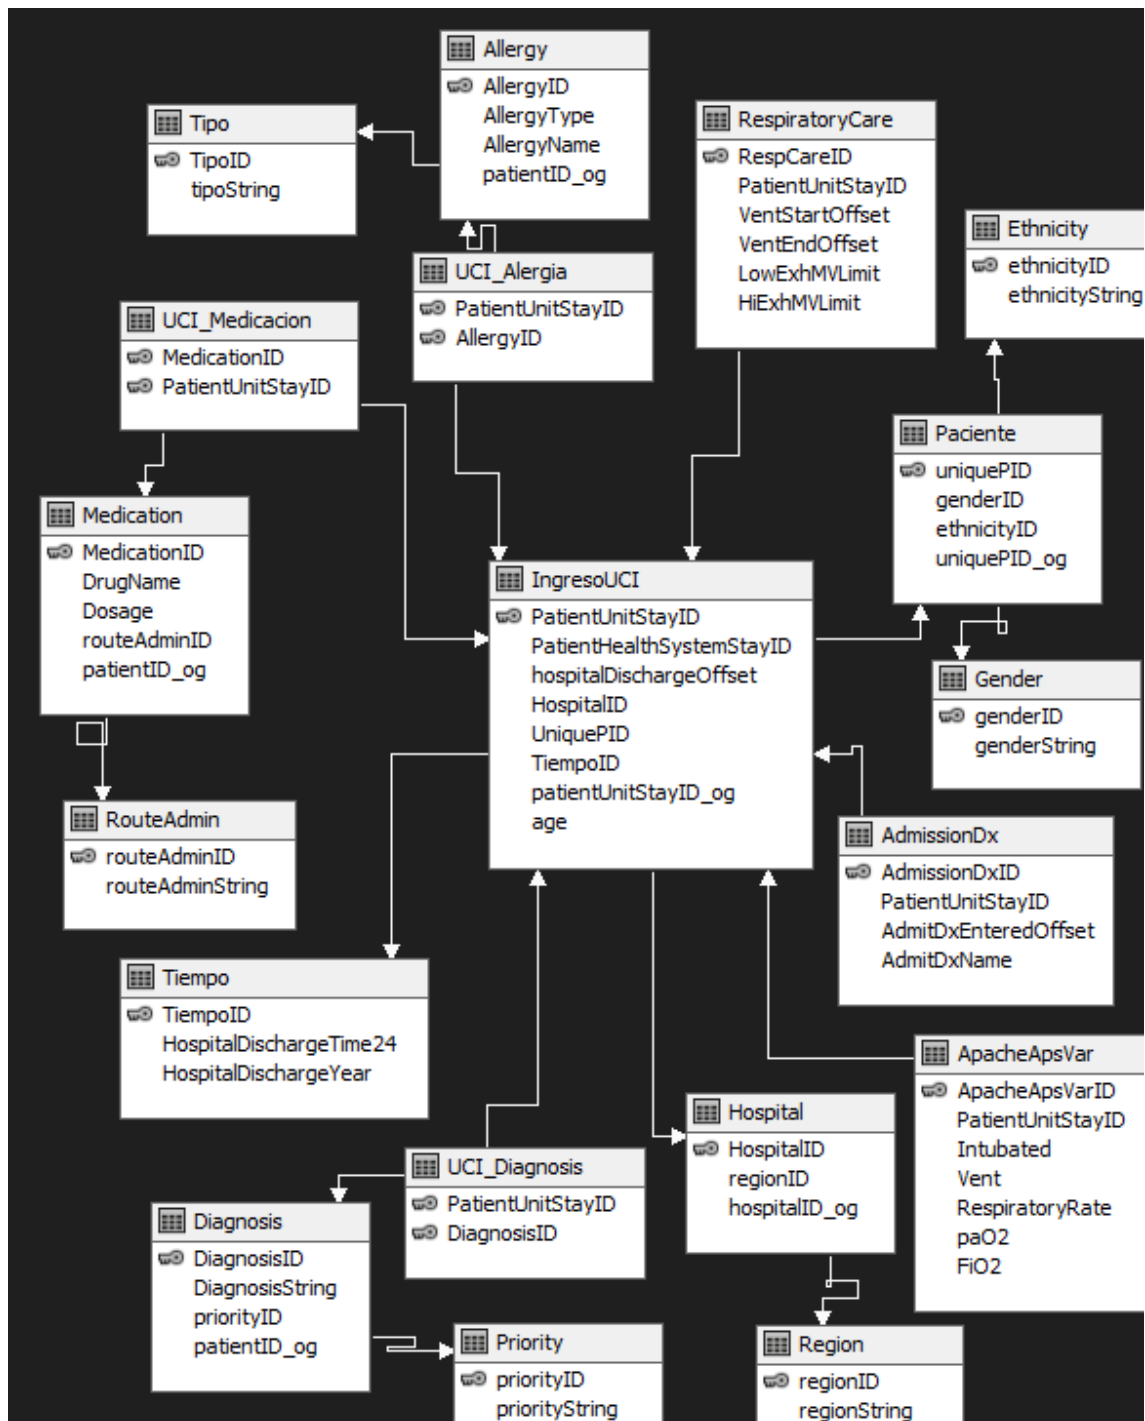 Allergy
AllergyID
AllergyType
AllergyName
patientID_og
Tipo
TipoID
tipoString
RespiratoryCare
RespCareID
PatientUnitStayID
VentStartOffset
VentEndOffset
LowExhMVLimit
HiExhMVLimit
Ethnicity
ethnicityID
ethnicityString
UCI_Alergia
PatientUnitStayID
AllergyID
UCI_Medicacion
MedicationID
PatientUnitStayID
Paciente
uniquePID
genderID
ethnicityID
uniquePID_og
Medication
MedicationID
DrugName
Dosage
routeAdminID
patientID_og
IngresoUCI
PatientUnitStayID
PatientHealthSystemStayID
hospitalDischargeOffset
HospitalID
UniquePID
TiempoID
patientUnitStayID_og
age
Gender
genderID
genderString
RouteAdmin
routeAdminID
routeAdminString
AdmissionDx
AdmissionDxID
PatientUnitStayID
AdmitDxEnteredOffset
AdmitDxName
Tiempo
TiempoID
HospitalDischargeTime24
HospitalDischargeYear
ApacheApsVar
ApacheApsVarID
PatientUnitStayID
Intubated
Vent
RespiratoryRate
paO2
FiO2
Hospital
HospitalID
regionID
hospitalID_og
UCI_Diagnosis
PatientUnitStayID
DiagnosisID
Diagnosis
DiagnosisID
DiagnosisString
priorityID
patientID_og
Priority
priorityID
priorityString
Region
regionID
regionString